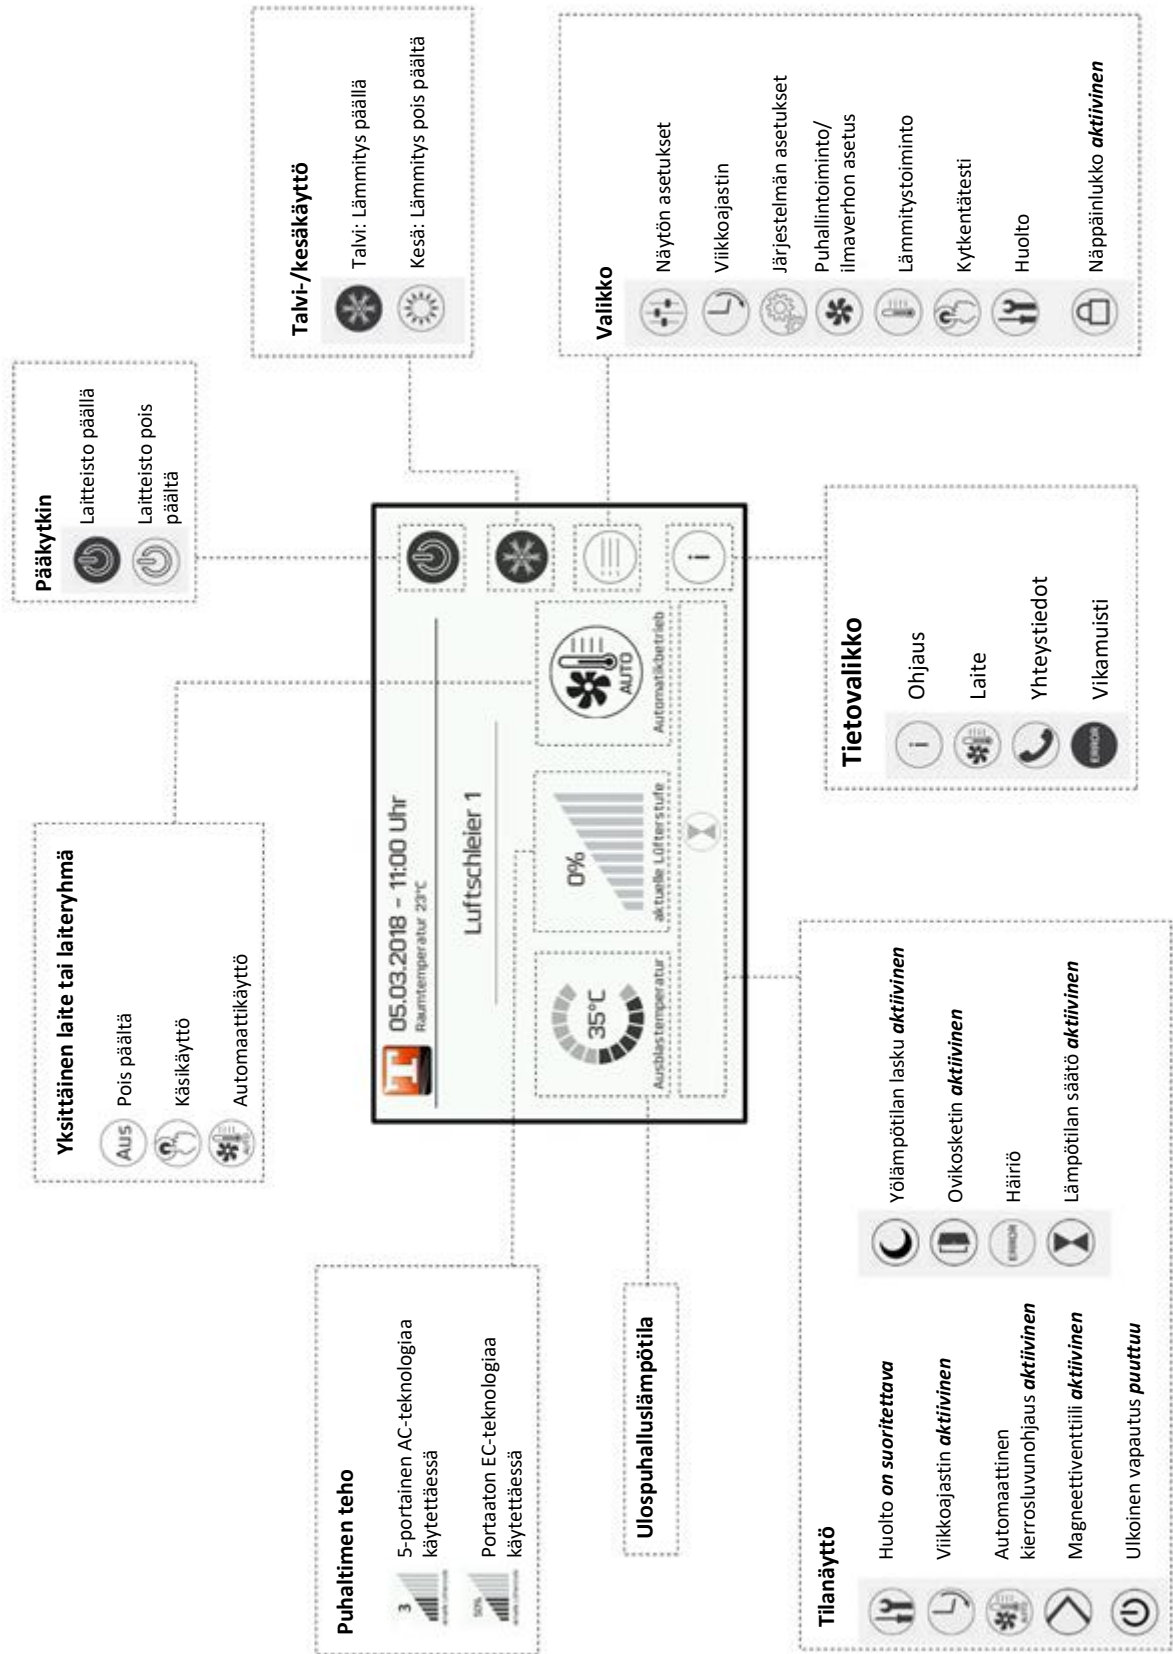 Pääkytkin
Laitteisto päällä
Laitteisto pois
päältä
Talvi-/kesäkäyttö
Talvi: Lämmitys päällä
Kesä: Lämmitys pois päältä
Valikko
Näytön asetukset
Viikkoajastin
Järjestelmän asetukset
Puhallintoiminto/
ilmaverhon asetus
Lämmitystoiminto
Kytkentätesti
Huolto
Näppäinlukko aktiivinen
Yksittäinen laite tai laiteryhmä
Aus Pois päältä
Käsikäyttö
AUTO Automaattikäyttö
Puhaltimen teho
3
5-portainen AC-teknologiaa
käytettäessä
50%
Portaaton EC-teknologiaa
käytettäessä
Ulospuhalluslämpötila
T
05.03.2018 - 11:00 Uhr
Raumtemperatur 23°C
Luftschleier 1
35°C
Ausblastemperatur
0%
aktuelle Lüfterstufe
AUTO
Automatikbetrieb
i
Tietovalikko
i Ohjaus
Laite
Yhteystiedot
ERROR Vikamuisti
Tilanäyttö
Huolto on suoritettava
Viikkoajastin aktiivinen
AUTO
Automaattinen
kierrosluvunohjaus aktiivinen
Magneettiventtiili aktiivinen
Ulkoinen vapautus puuttuu
Yölämpötilan lasku aktiivinen
Ovikosketin aktiivinen
ERROR Häiriö
Lämpötilan säätö aktiivinen